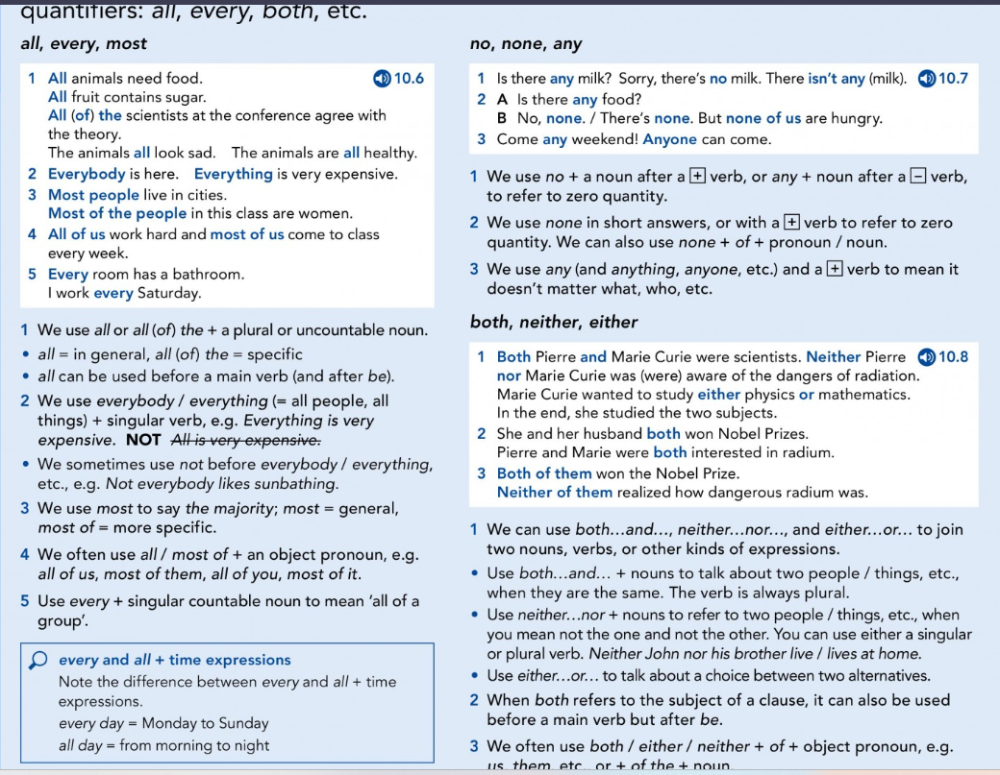 quantifiers: all, every, both, etc.
all, every, most
1 All animals need food. 10.6
All fruit contains sugar.
All (of) the scientists at the conference agree with
the theory.
The animals all look sad. The animals are all healthy.
2 Everybody is here. Everything is very expensive.
3 Most people live in cities.
Most of the people in this class are women.
4 All of us work hard and most of us come to class
every week.
5 Every room has a bathroom.
I work every Saturday.
1 We use all or all (of) the + a plural or uncountable noun.
• all = in general, all (of) the = specific
• all can be used before a main verb (and after be).
2 We use everybody / everything (= all people, all
things) + singular verb, e.g. Everything is very
expensive. NOT All is very expensive.
• We sometimes use not before everybody / everything,
etc., e.g. Not everybody likes sunbathing.
3 We use most to say the majority; most = general,
most of = more specific.
4 We often use all / most of + an object pronoun, e.g.
all of us, most of them, all of you, most of it.
5 Use every + singular countable noun to mean ‘all of a
group’.
every and all + time expressions
Note the difference between every and all + time
expressions.
every day = Monday to Sunday
all day = from morning to night
no, none, any
1 Is there any milk? Sorry, there’s no milk. There isn’t any (milk). 10.7
2 A Is there any food?
B No, none. / There’s none. But none of us are hungry.
3 Come any weekend! Anyone can come.
1 We use no + a noun after a + verb, or any + noun after a − verb,
to refer to zero quantity.
2 We use none in short answers, or with a + verb to refer to zero
quantity. We can also use none + of + pronoun / noun.
3 We use any (and anything, anyone, etc.) and a + verb to mean it
doesn’t matter what, who, etc.
both, neither, either
1 Both Pierre and Marie Curie were scientists. Neither Pierre 10.8
nor Marie Curie was (were) aware of the dangers of radiation.
Marie Curie wanted to study either physics or mathematics.
In the end, she studied the two subjects.
2 She and her husband both won Nobel Prizes.
Pierre and Marie were both interested in radium.
3 Both of them won the Nobel Prize.
Neither of them realized how dangerous radium was.
1 We can use both…and…, neither…nor…, and either…or… to join
two nouns, verbs, or other kinds of expressions.
• Use both…and… + nouns to talk about two people / things, etc.,
when they are the same. The verb is always plural.
• Use neither…nor + nouns to refer to two people / things, etc., when
you mean not the one and not the other. You can use either a singular
or plural verb. Neither John nor his brother live / lives at home.
• Use either…or… to talk about a choice between two alternatives.
2 When both refers to the subject of a clause, it can also be used
before a main verb but after be.
3 We often use both / either / neither + of + object pronoun, e.g.
us, them, etc., or + of the + noun.